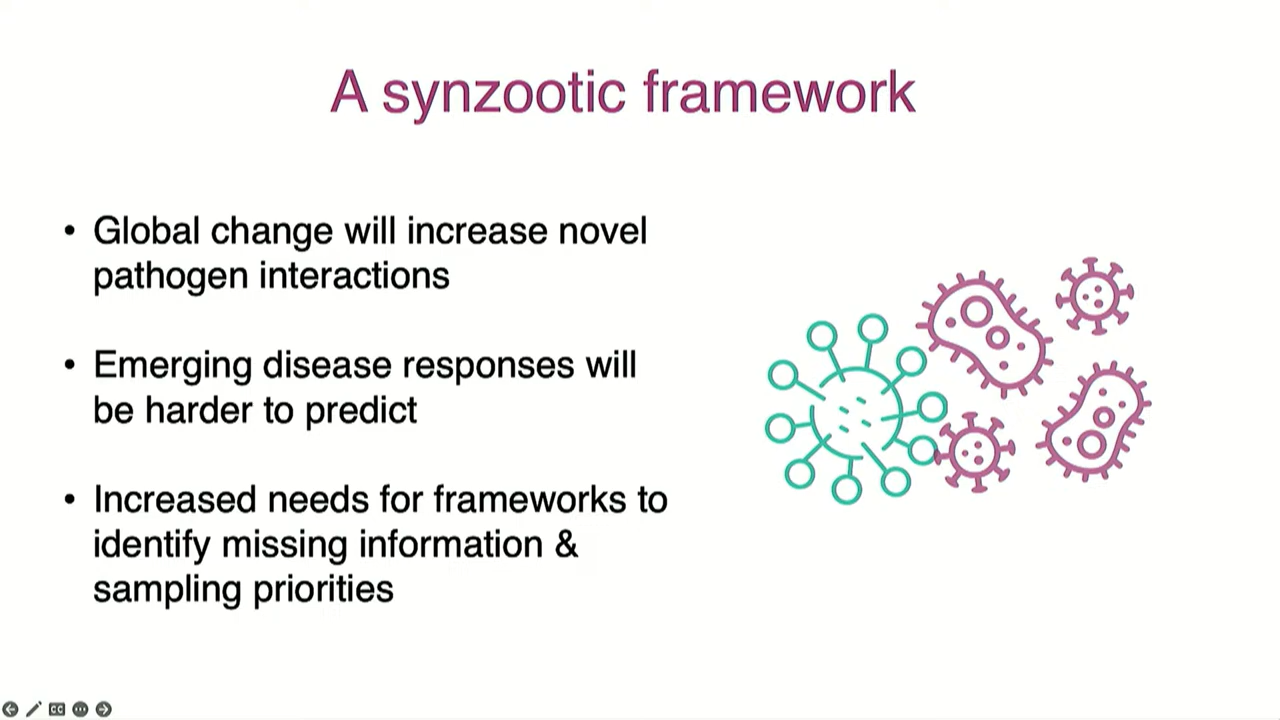 A synzootic framework
• Global change will increase novel
pathogen interactions
• Emerging disease responses will
be harder to predict
• Increased needs for frameworks to
identify missing information &
sampling priorities
CC